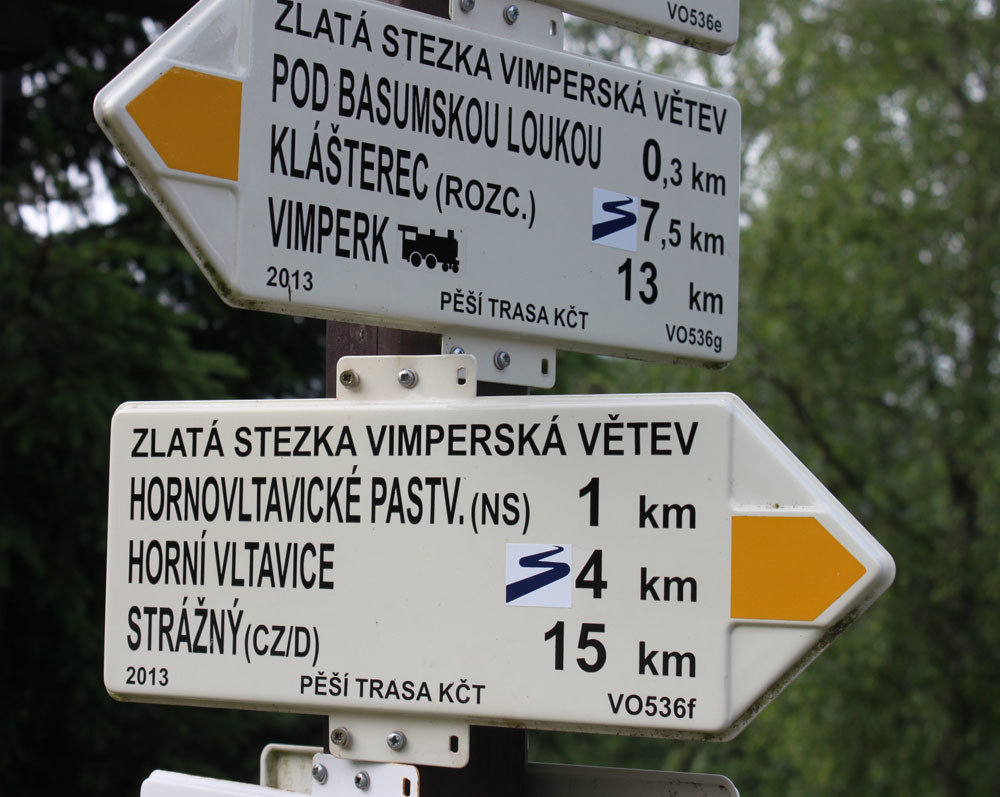 VO536e
ZLATÁ STEZKA VIMPERSKÁ VĚTEV
POD BASUMSKOU LOUKOU 0,3 km
KLÁŠTEREC (ROZC.) 7,5 km
VIMPERK 13 km
2013 PĚŠÍ TRASA KČT VO536g
ZLATÁ STEZKA VIMPERSKÁ VĚTEV
HORNOVLTAVICKÉ PASTV. (NS) 1 km
HORNÍ VLTAVICE 4 km
STRÁŽNÝ (CZ/D) 15 km
2013 PĚŠÍ TRASA KČT VO536f